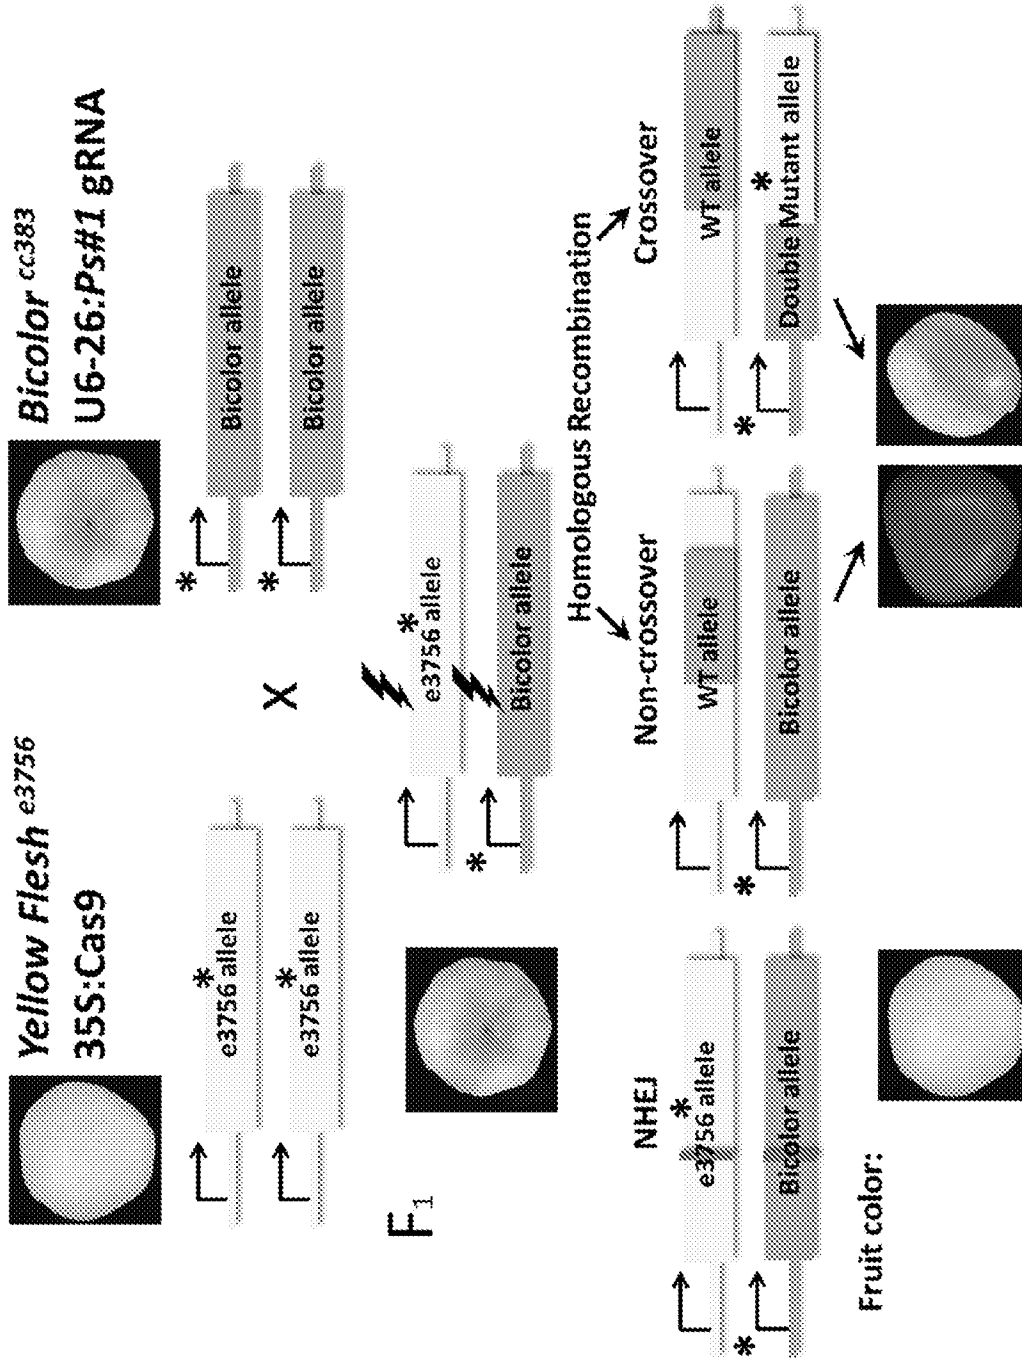 Yellow Flesh e3756
35S:Cas9
Bicolor cc383
U6-26:Ps#1 gRNA
* e3756 allele
* e3756 allele
X
* Bicolor allele
* Bicolor allele
F1
* e3756 allele
* Bicolor allele
Homologous Recombination
NHEJ
Non-crossover
Crossover
* e3756 allele
* Bicolor allele
WT allele
* Bicolor allele
WT allele
* Double Mutant allele *
Fruit color: